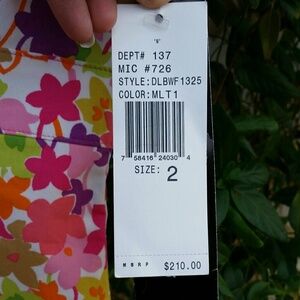 "S"
DEPT# 137
MIC #726
STYLE:DLBWF1325
COLOR:MLT1
7 58416 24030 4
SIZE: 2
MSRP $210.00